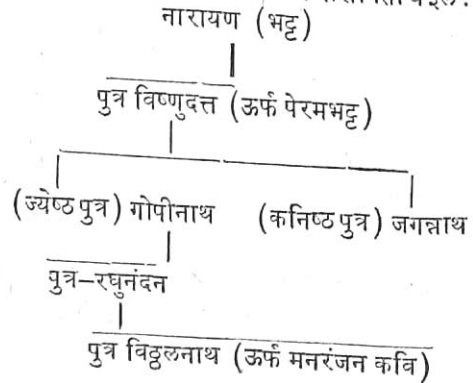 नारायण (भट्ट)
पुत्र विष्णुदत्त (ऊर्फ पेरमभट्ट)
(ज्येष्ठ पुत्र) गोपीनाथ (कनिष्ठ पुत्र) जगन्नाथ
पुत्र–रघुनंदन
पुत्र विठ्ठलनाथ (ऊर्फ मनरंजन कवि)